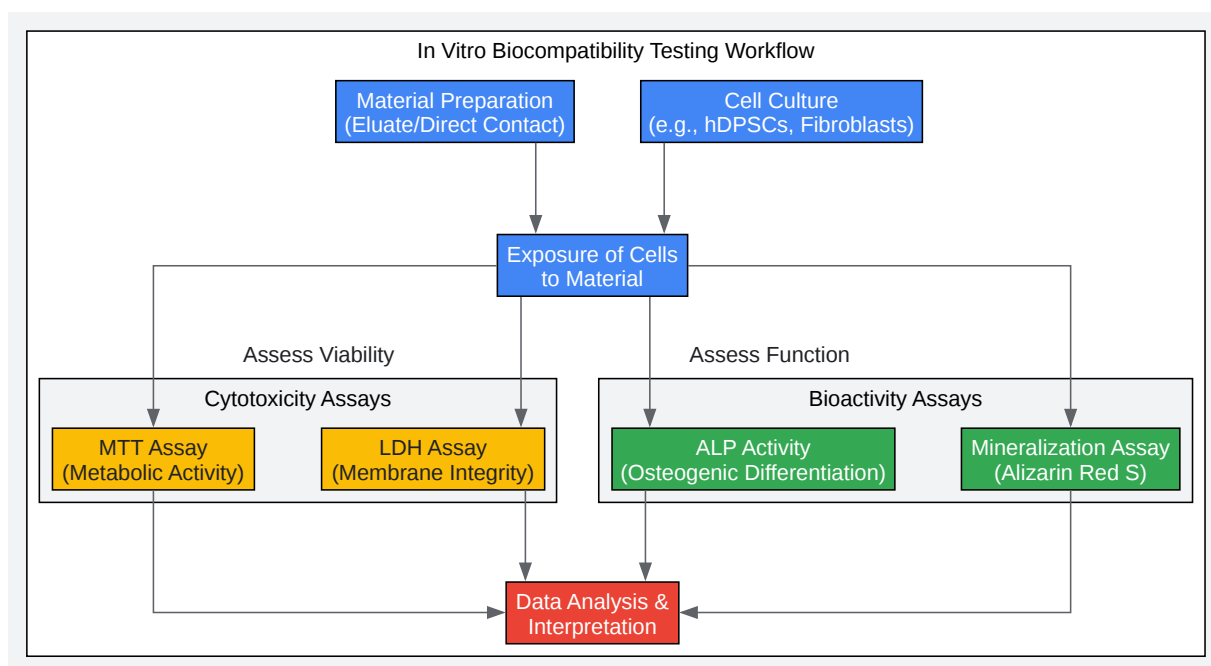 In Vitro Biocompatibility Testing Workflow
Material Preparation
(Eluate/Direct Contact)
Cell Culture
(e.g., hDPSCs, Fibroblasts)
Exposure of Cells
to Material
Assess Viability
Assess Function
Cytotoxicity Assays
MTT Assay
(Metabolic Activity)
LDH Assay
(Membrane Integrity)
Bioactivity Assays
ALP Activity
(Osteogenic Differentiation)
Mineralization Assay
(Alizarin Red S)
Data Analysis &
Interpretation